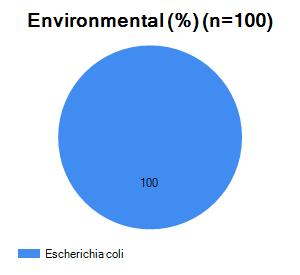 Environmental (%) (n=100)
100
Escherichia coli